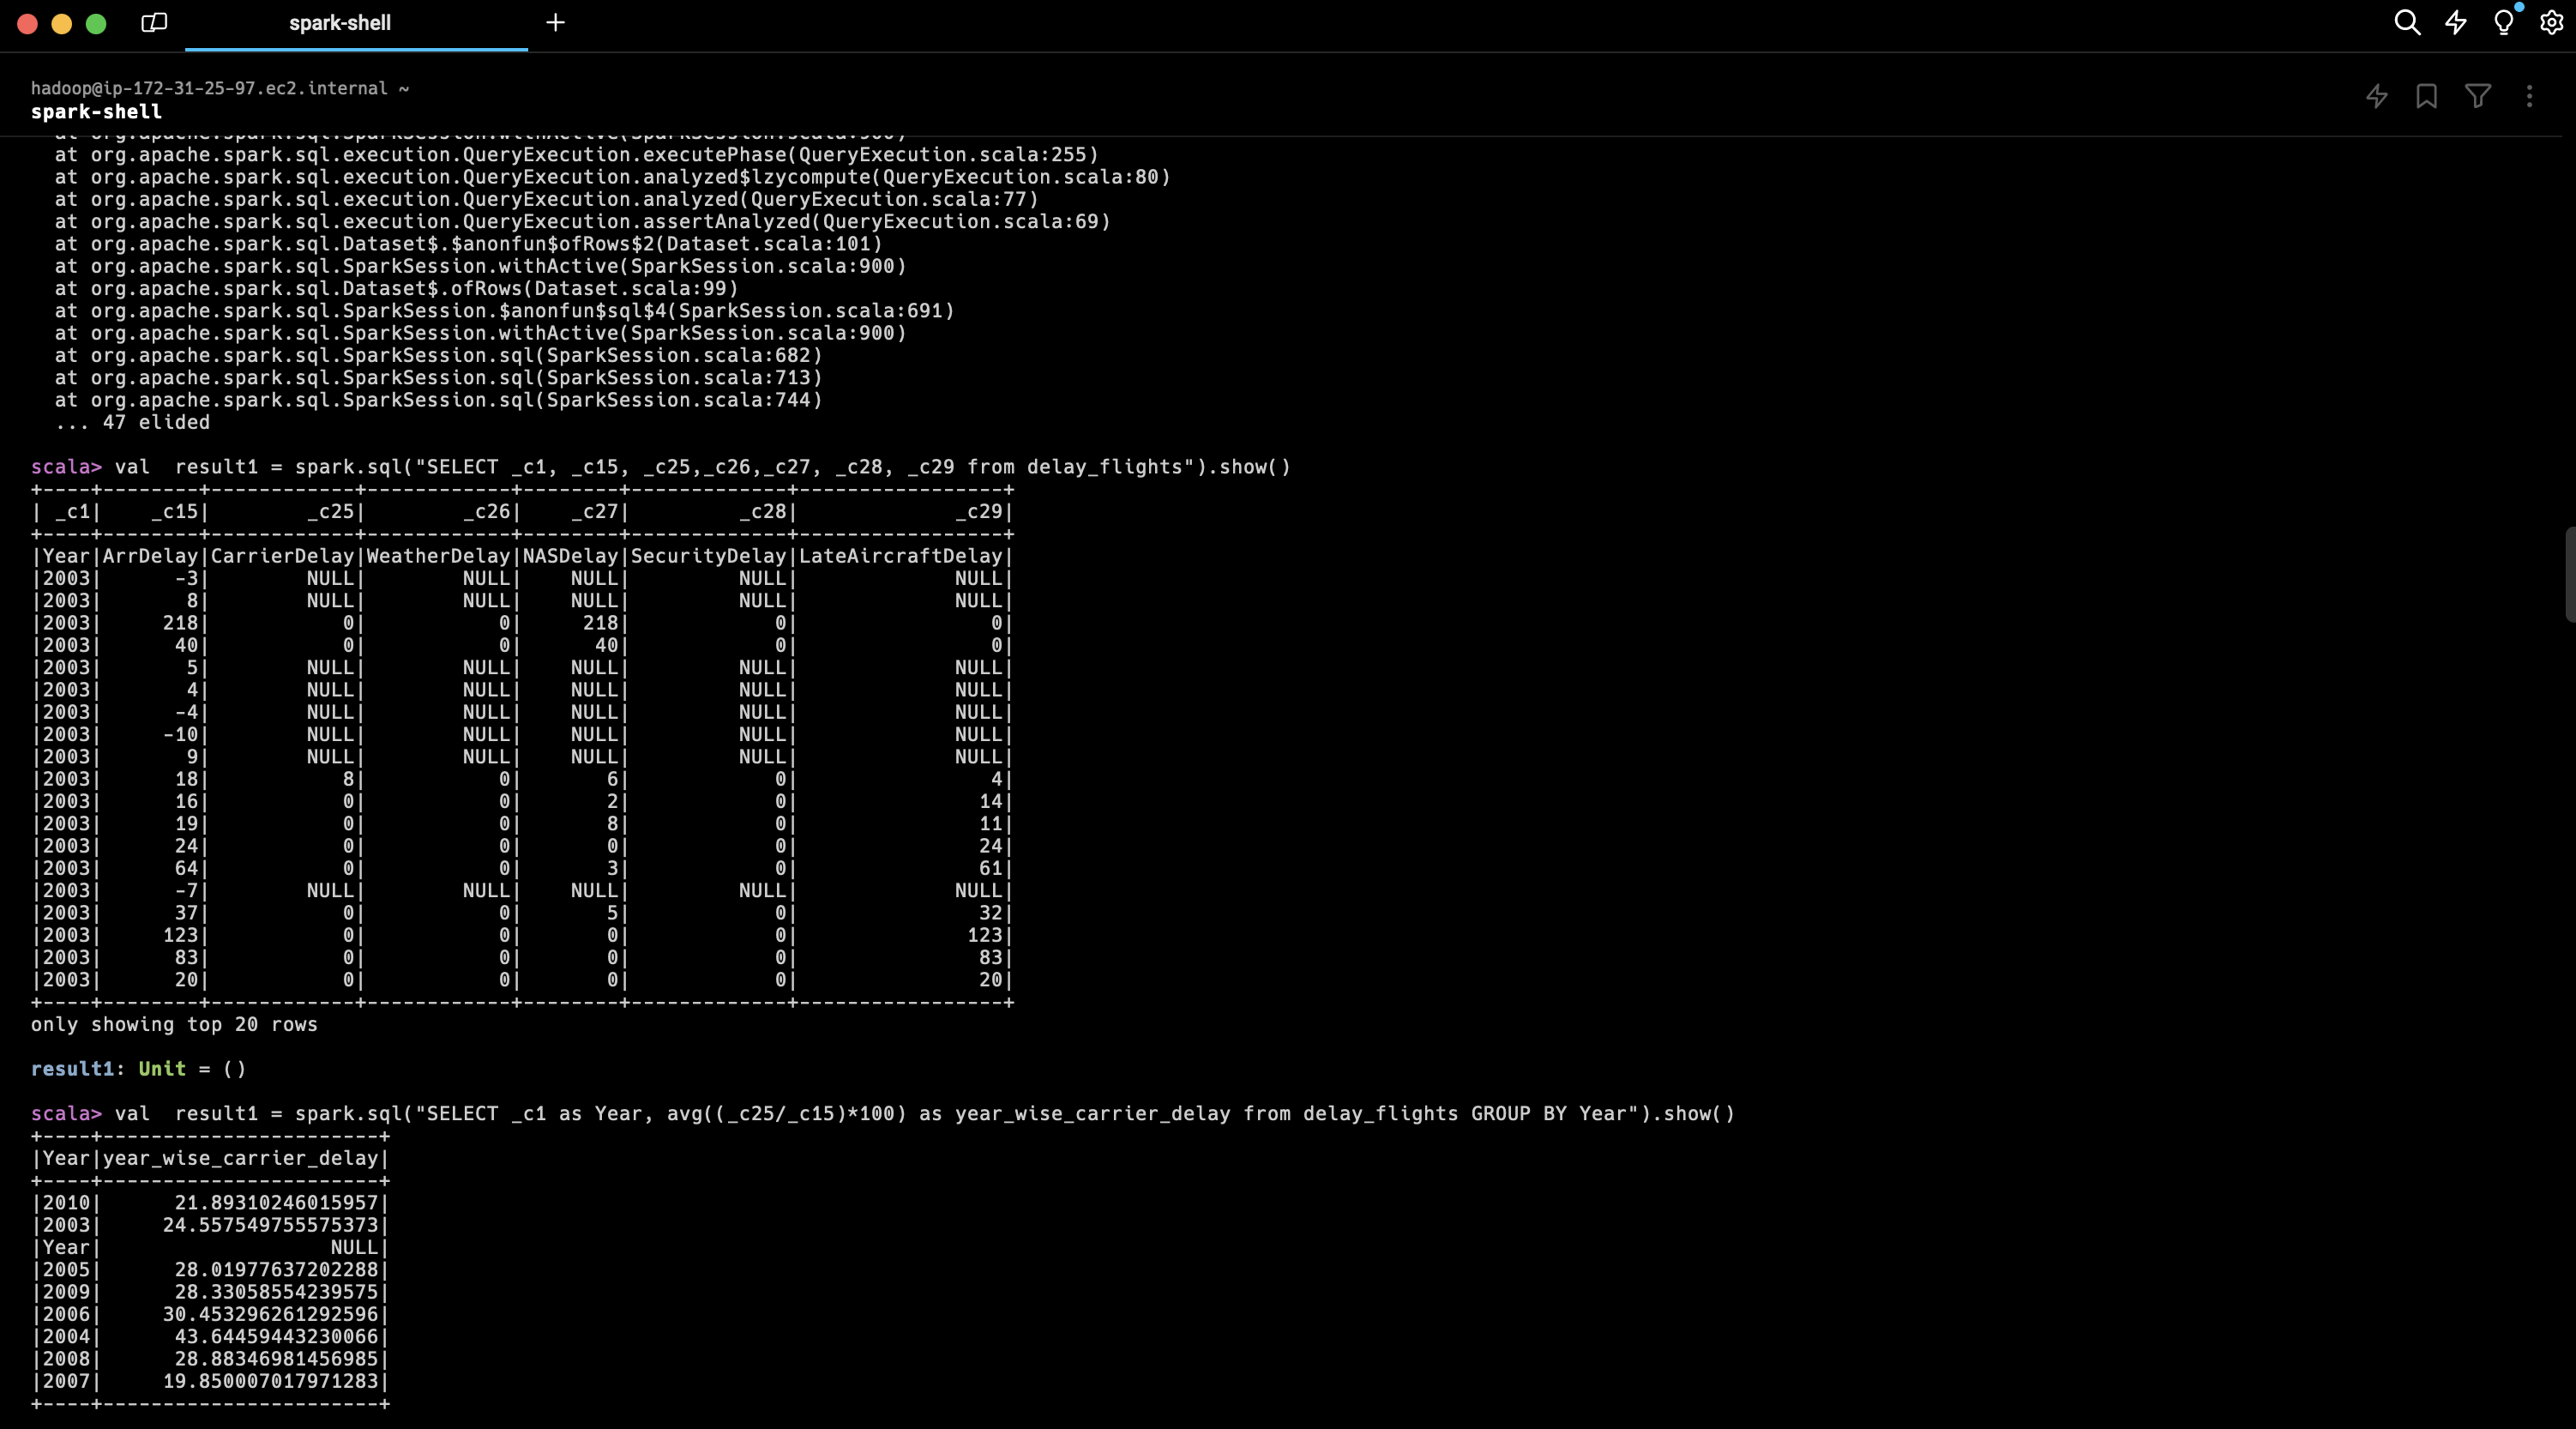 spark-shell
hadoop@ip-172-31-25-97.ec2.internal ~
spark-shell
at org.apache.spark.sql.SparkSession.withActive(SparkSession.scala:900)
at org.apache.spark.sql.execution.QueryExecution.executePhase(QueryExecution.scala:255)
at org.apache.spark.sql.execution.QueryExecution.analyzed$lzycompute(QueryExecution.scala:80)
at org.apache.spark.sql.execution.QueryExecution.analyzed(QueryExecution.scala:77)
at org.apache.spark.sql.execution.QueryExecution.assertAnalyzed(QueryExecution.scala:69)
at org.apache.spark.sql.Dataset$.$anonfun$ofRows$2(Dataset.scala:101)
at org.apache.spark.sql.SparkSession.withActive(SparkSession.scala:900)
at org.apache.spark.sql.Dataset$.ofRows(Dataset.scala:99)
at org.apache.spark.sql.SparkSession.$anonfun$sql$4(SparkSession.scala:691)
at org.apache.spark.sql.SparkSession.withActive(SparkSession.scala:900)
at org.apache.spark.sql.SparkSession.sql(SparkSession.scala:682)
at org.apache.spark.sql.SparkSession.sql(SparkSession.scala:713)
at org.apache.spark.sql.SparkSession.sql(SparkSession.scala:744)
... 47 elided
scala> val  result1 = spark.sql("SELECT _c1, _c15, _c25,_c26,_c27, _c28, _c29 from delay_flights").show()
+----+--------+------------+------------+--------+-------------+-----------------+
| _c1|    _c15|        _c25|        _c26|    _c27|         _c28|             _c29|
+----+--------+------------+------------+--------+-------------+-----------------+
|Year|ArrDelay|CarrierDelay|WeatherDelay|NASDelay|SecurityDelay|LateAircraftDelay|
|2003|      -3|        NULL|        NULL|    NULL|         NULL|             NULL|
|2003|       8|        NULL|        NULL|    NULL|         NULL|             NULL|
|2003|     218|           0|           0|     218|            0|                0|
|2003|      40|           0|           0|      40|            0|                0|
|2003|       5|        NULL|        NULL|    NULL|         NULL|             NULL|
|2003|       4|        NULL|        NULL|    NULL|         NULL|             NULL|
|2003|      -4|        NULL|        NULL|    NULL|         NULL|             NULL|
|2003|     -10|        NULL|        NULL|    NULL|         NULL|             NULL|
|2003|       9|        NULL|        NULL|    NULL|         NULL|             NULL|
|2003|      18|           8|           0|       6|            0|                4|
|2003|      16|           0|           0|       2|            0|               14|
|2003|      19|           0|           0|       8|            0|               11|
|2003|      24|           0|           0|       0|            0|               24|
|2003|      64|           0|           0|       3|            0|               61|
|2003|      -7|        NULL|        NULL|    NULL|         NULL|             NULL|
|2003|      37|           0|           0|       5|            0|               32|
|2003|     123|           0|           0|       0|            0|              123|
|2003|      83|           0|           0|       0|            0|               83|
|2003|      20|           0|           0|       0|            0|               20|
+----+--------+------------+------------+--------+-------------+-----------------+
only showing top 20 rows
result1: Unit = ()
scala> val  result1 = spark.sql("SELECT _c1 as Year, avg((_c25/_c15)*100) as year_wise_carrier_delay from delay_flights GROUP BY Year").show()
+----+-----------------------+
|Year|year_wise_carrier_delay|
+----+-----------------------+
|2010|      21.89310246015957|
|2003|     24.557549755575373|
|Year|                   NULL|
|2005|      28.01977637202288|
|2009|      28.33058554239575|
|2006|     30.453296261292596|
|2004|      43.64459443230066|
|2008|      28.88346981456985|
|2007|     19.850007017971283|
+----+-----------------------+